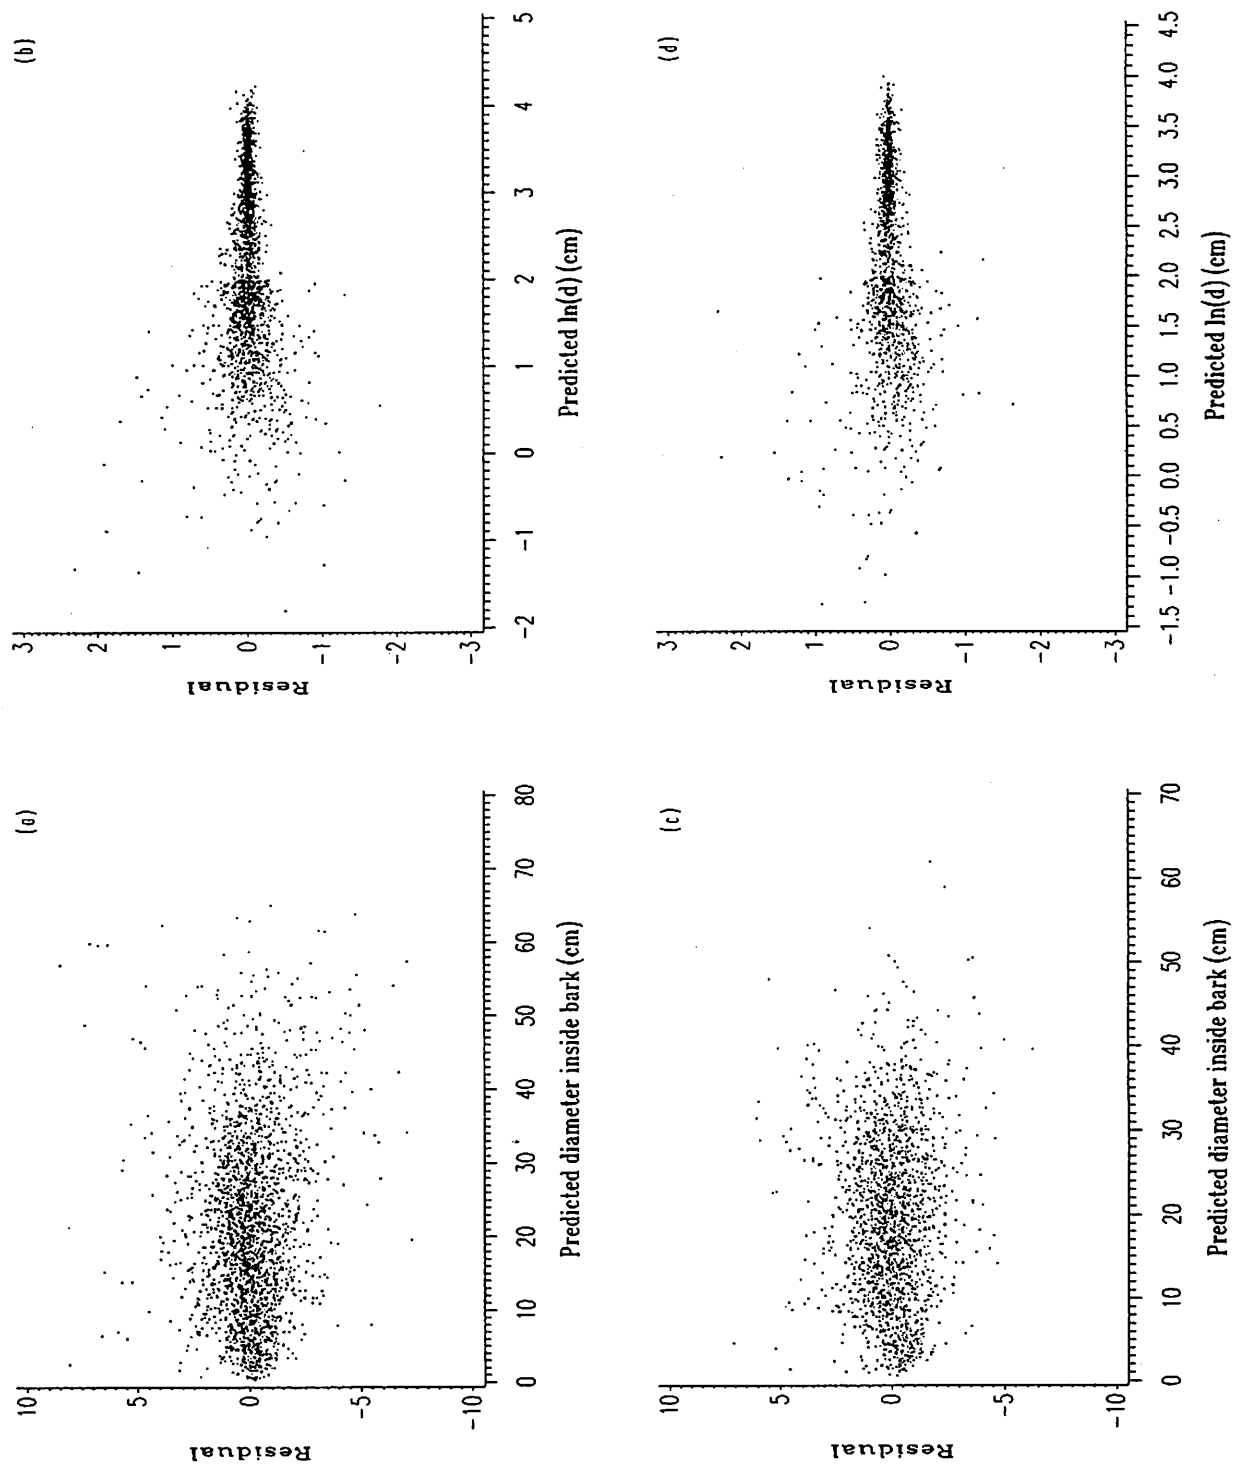 (a)
10
5
0
-5
-10
Residual
0 10 20 30 40 50 60 70 80
Predicted diameter inside bark (cm)
(b)
3
2
1
0
-1
-2
-3
Residual
-2 -1 0 1 2 3 4 5
Predicted ln(d) (cm)
(c)
10
5
0
-5
-10
Residual
0 10 20 30 40 50 60 70
Predicted diameter inside bark (cm)
(d)
3
2
1
0
-1
-2
-3
Residual
-1.5 -1.0 -0.5 0.0 0.5 1.0 1.5 2.0 2.5 3.0 3.5 4.0 4.5
Predicted ln(d) (cm)